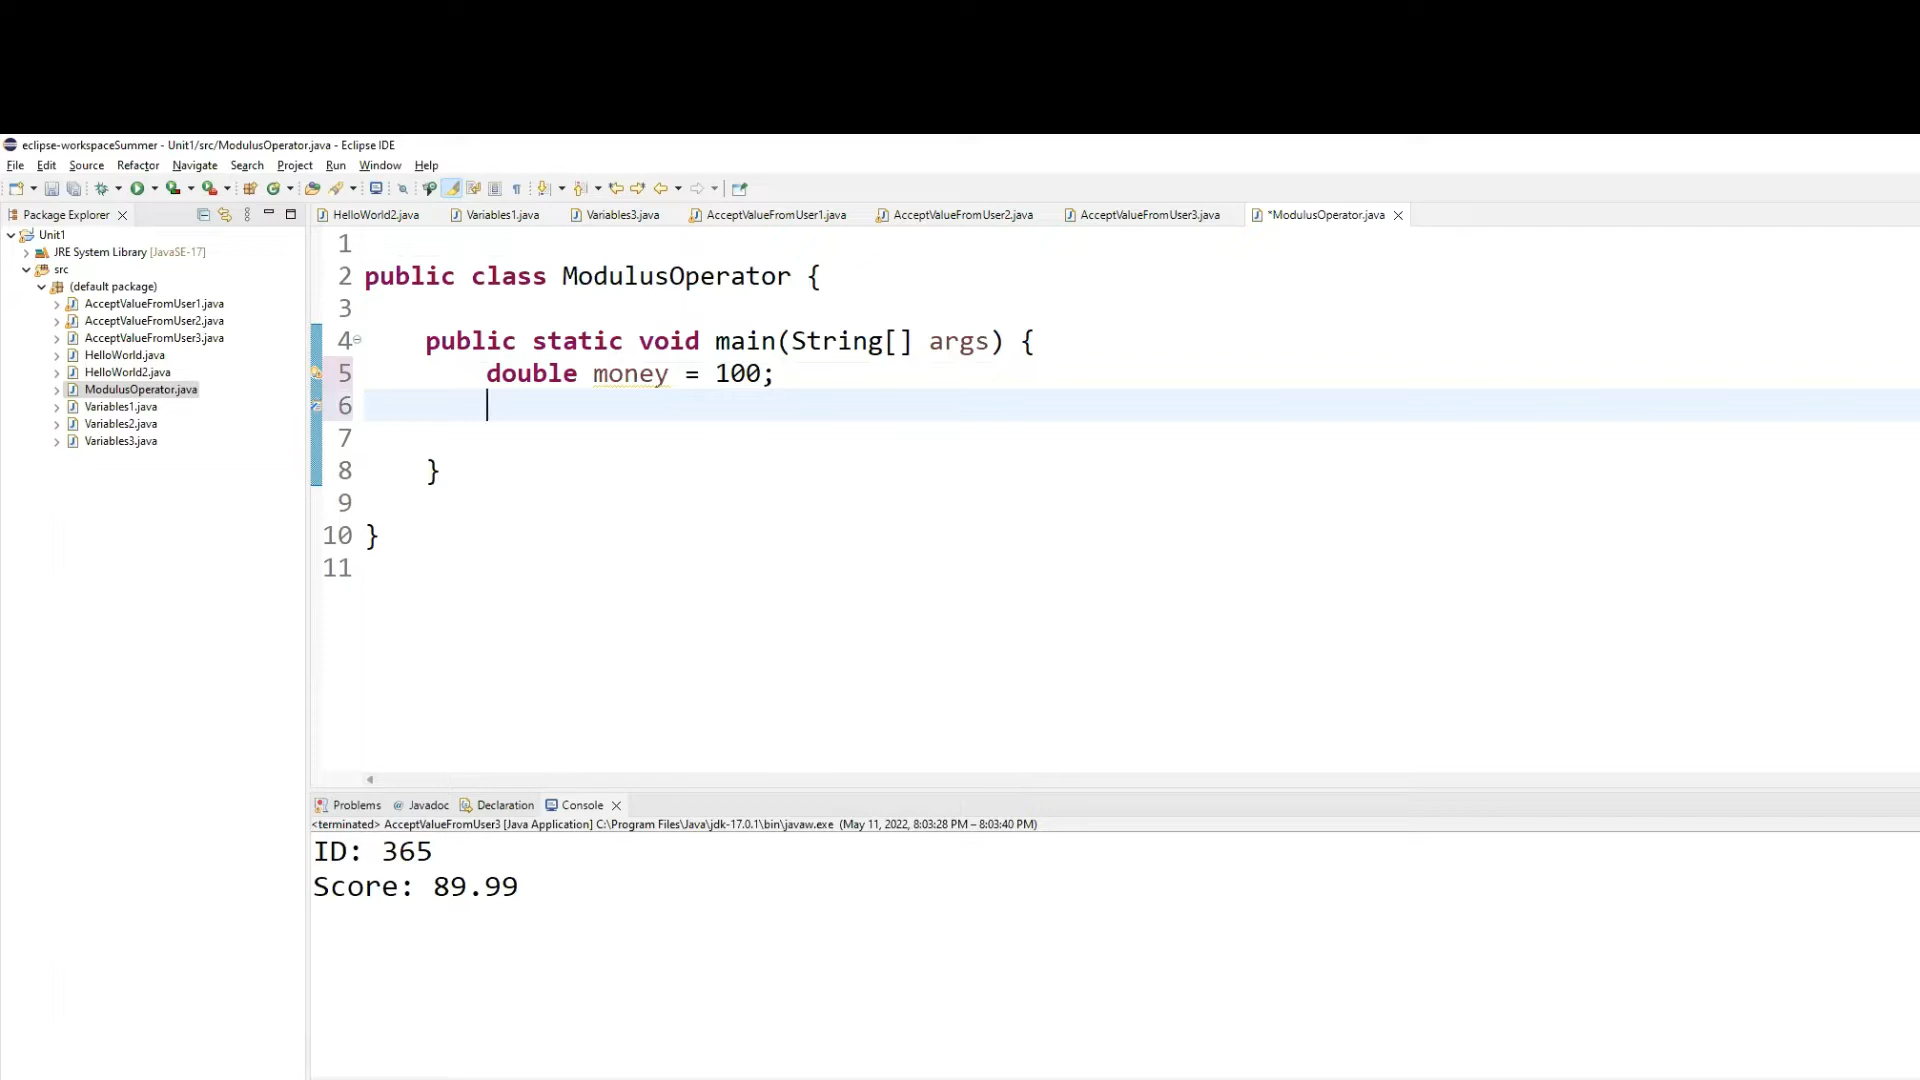 eclipse-workspaceSummer - Unit1/src/ModulusOperator.java - Eclipse IDE
File Edit Source Refactor Navigate Search Project Run Window Help
Package Explorer
HelloWorld2.java Variables1.java Variables3.java AcceptValueFromUser1.java AcceptValueFromUser2.java AcceptValueFromUser3.java *ModulusOperator.java
Unit1
JRE System Library [JavaSE-17]
src
(default package)
AcceptValueFromUser1.java
AcceptValueFromUser2.java
AcceptValueFromUser3.java
HelloWorld.java
HelloWorld2.java
ModulusOperator.java
Variables1.java
Variables2.java
Variables3.java
1
2 public class ModulusOperator {
3
4 public static void main(String[] args) {
5 double money = 100;
6
7
8 }
9
10 }
11
Problems Javadoc Declaration Console
<terminated> AcceptValueFromUser3 [Java Application] C:\Program Files\Java\jdk-17.0.1\bin\javaw.exe (May 11, 2022, 8:03:28 PM – 8:03:40 PM)
ID: 365
Score: 89.99